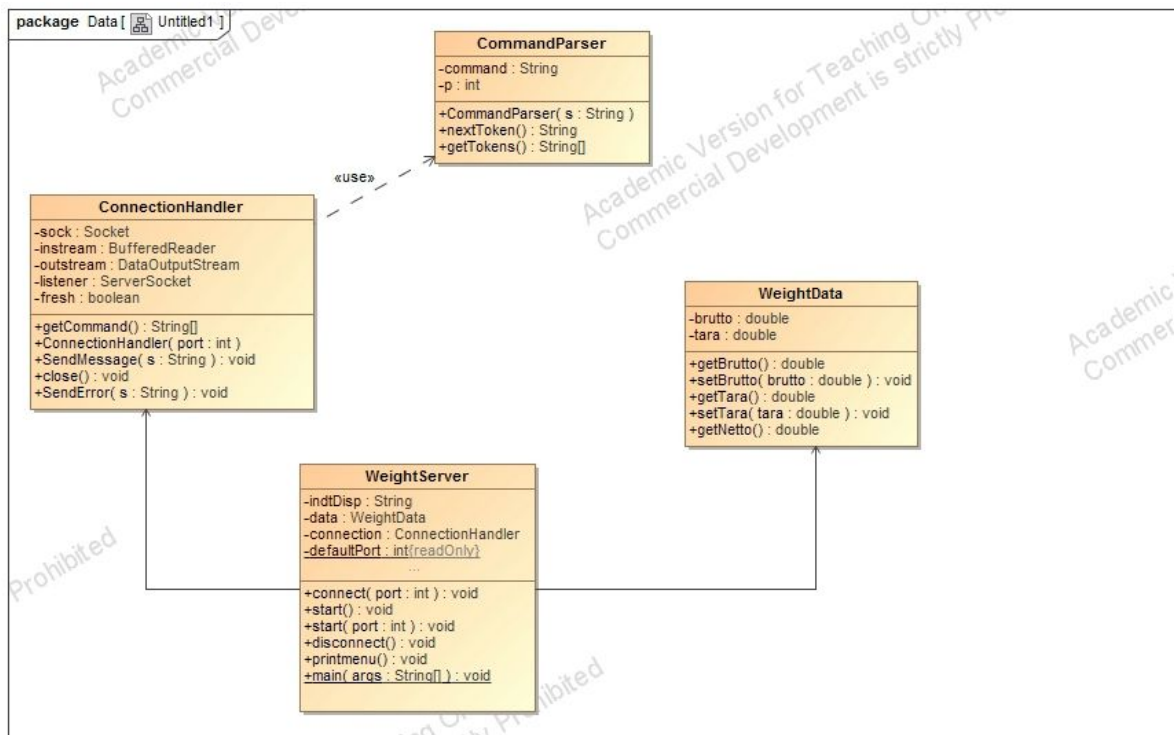 package Data [ Untitled1 ]
Academic Version for Teaching On
Commercial Development is strictly Pro
CommandParser
-command : String
-p : int
+CommandParser( s : String )
+nextToken() : String
+getTokens() : String[]
«use»
ConnectionHandler
-sock : Socket
-instream : BufferedReader
-outstream : DataOutputStream
-listener : ServerSocket
-fresh : boolean
+getCommand() : String[]
+ConnectionHandler( port : int )
+SendMessage( s : String ) : void
+close() : void
+SendError( s : String ) : void
WeightData
-brutto : double
-tara : double
+getBrutto() : double
+setBrutto( brutto : double ) : void
+getTara() : double
+setTara( tara : double ) : void
+getNetto() : double
Academic
Commer
WeightServer
-indtDisp : String
-data : WeightData
-connection : ConnectionHandler
-defaultPort : int{readOnly}
...
+connect( port : int ) : void
+start() : void
+start( port : int ) : void
+disconnect() : void
+printmenu() : void
+main( args : String[] ) : void
Prohibited
Prohibited